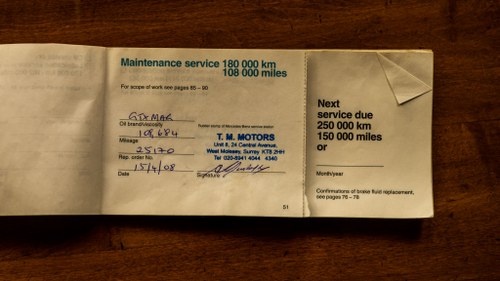 Maintenance service 180 000 km
108 000 miles
For scope of work see pages 85 – 90
Oil brand/viscosity
108,684
Mileage
25170
Rep. order No.
15/4/08
Date
T. M. MOTORS
Unit 8, 24 Central Avenue,
West Molesey, Surrey KT8 2HH
Tel 020-8941 4044 4340
Signature
51
Next
service due
250 000 km
150 000 miles
or
Month/year
Confirmations of brake fluid replacement,
see pages 76 – 78